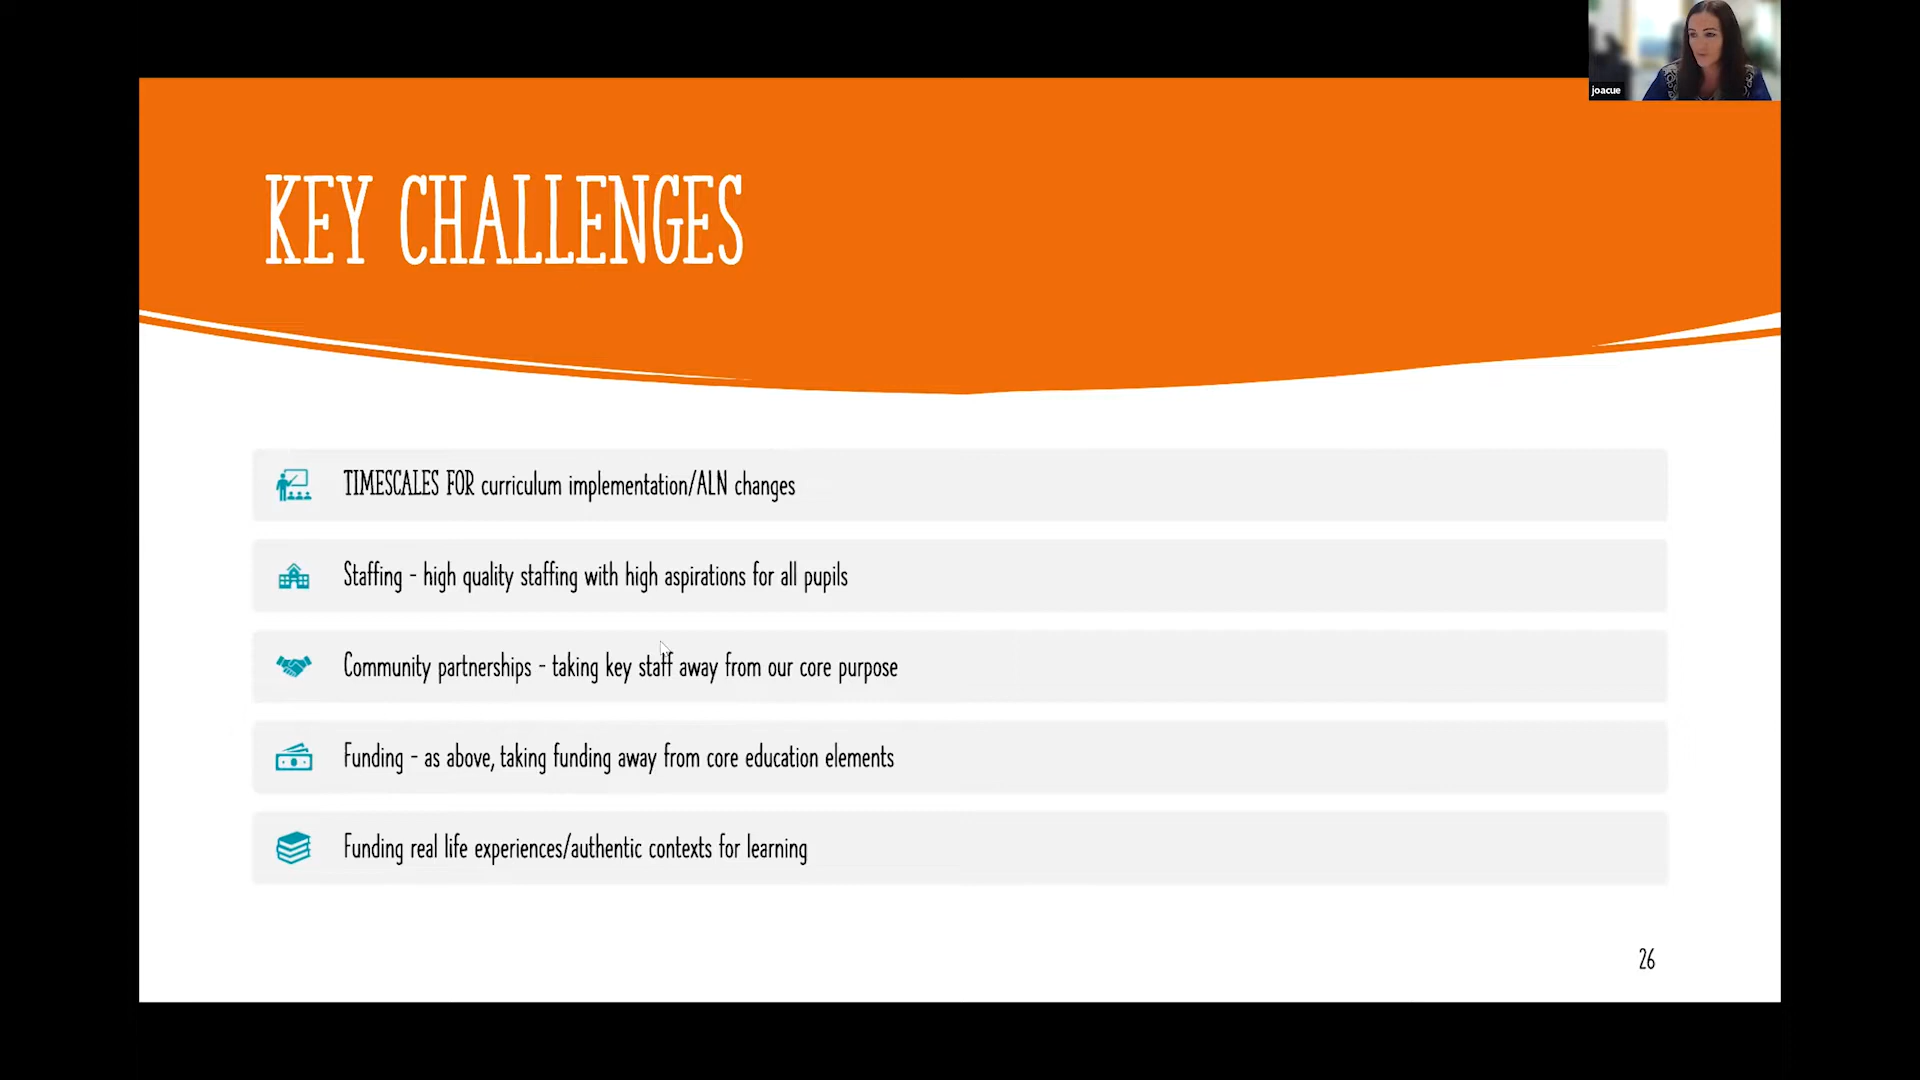 joacue
KEY CHALLENGES
TIMESCALES FOR curriculum implementation/ALN changes
Staffing - high quality staffing with high aspirations for all pupils
Community partnerships - taking key staff away from our core purpose
Funding - as above, taking funding away from core education elements
Funding real life experiences/authentic contexts for learning
26